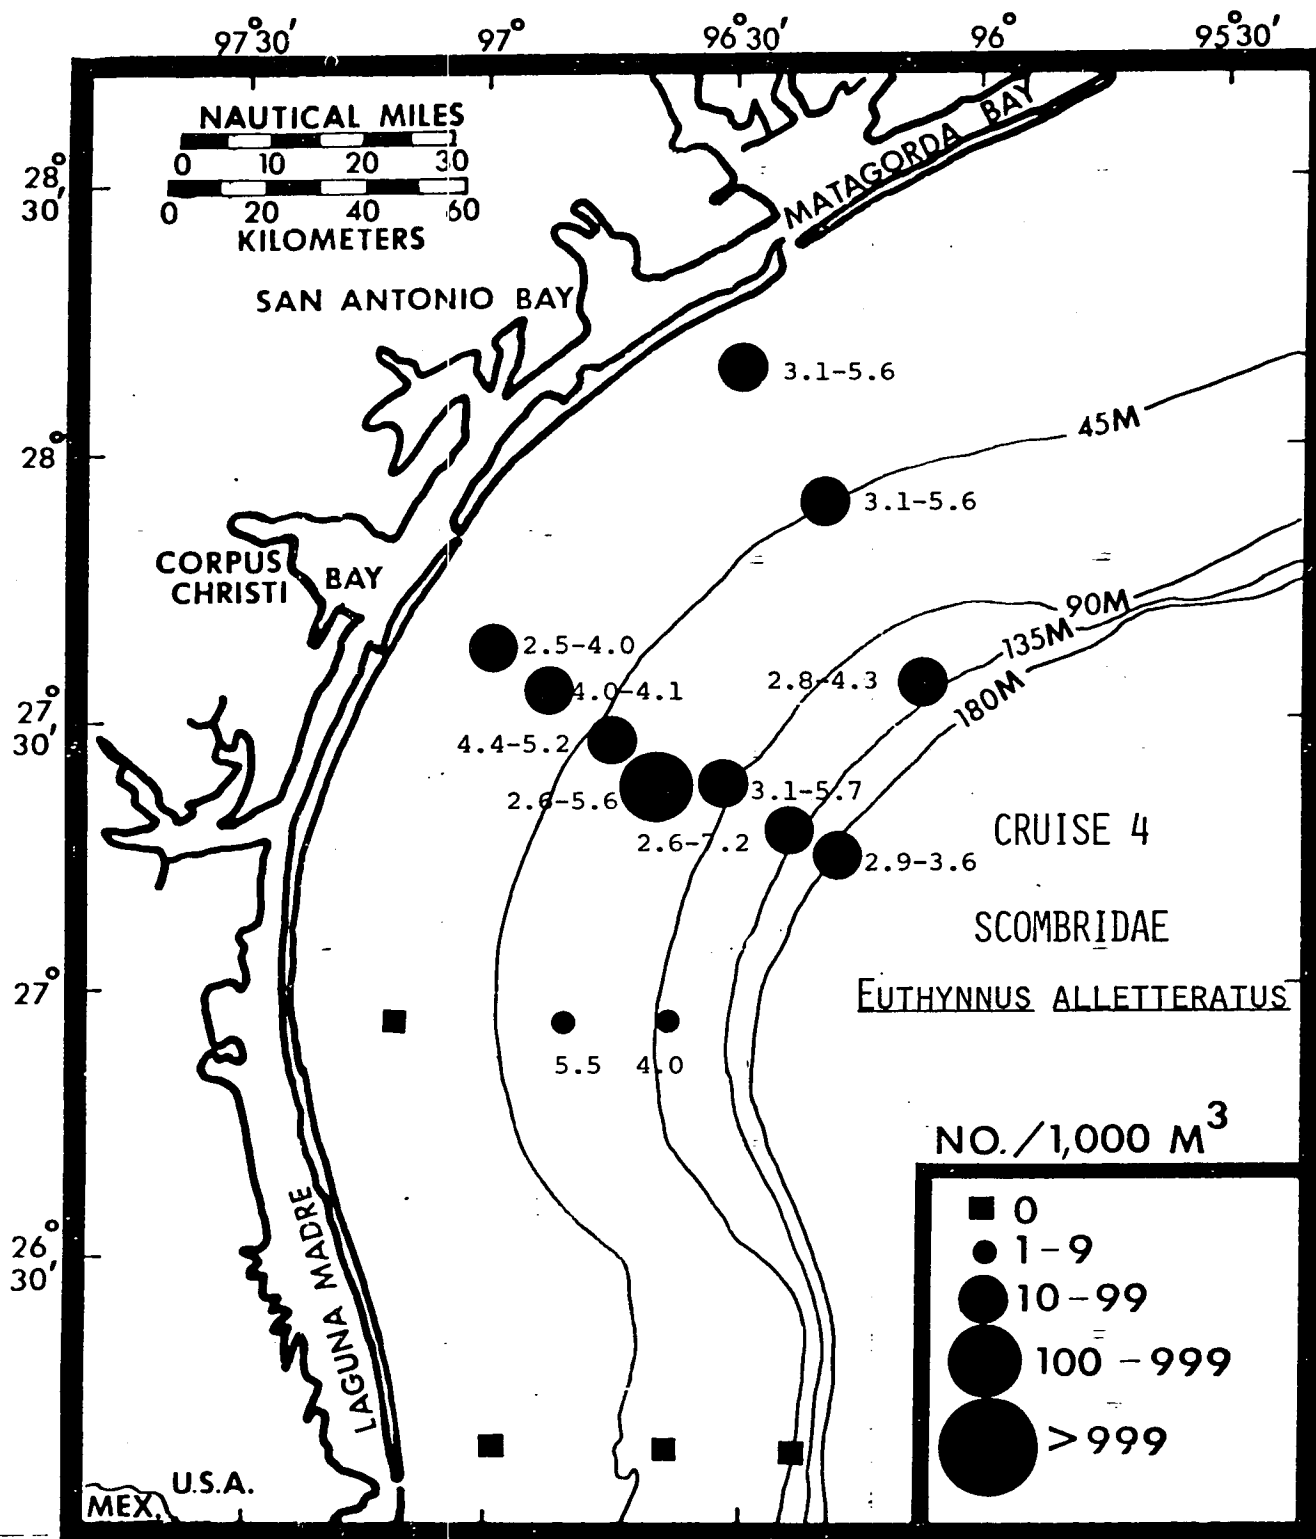 97°30′ 97° 96°30′ 96° 95°30′
NAUTICAL MILES
0 10 20 30
0 20 40 60
KILOMETERS
28°
30′
MATAGORDA BAY
SAN ANTONIO BAY
3.1-5.6
45M
28°
3.1-5.6
CORPUS
CHRISTI
BAY
90M
135M
180M
2.5-4.0
2.8-4.3
4.0-4.1
27°
30′
4.4-5.2
2.6-5.6
3.1-5.7
2.6-7.2
2.9-3.6
CRUISE 4
SCOMBRIDAE
EUTHYNNUS ALLETTERATUS
27°
5.5 4.0
NO./1,000 M³
0
1-9
10-99
100-999
>999
26°
30′
LAGUNA MADRE
U.S.A.
MEX.